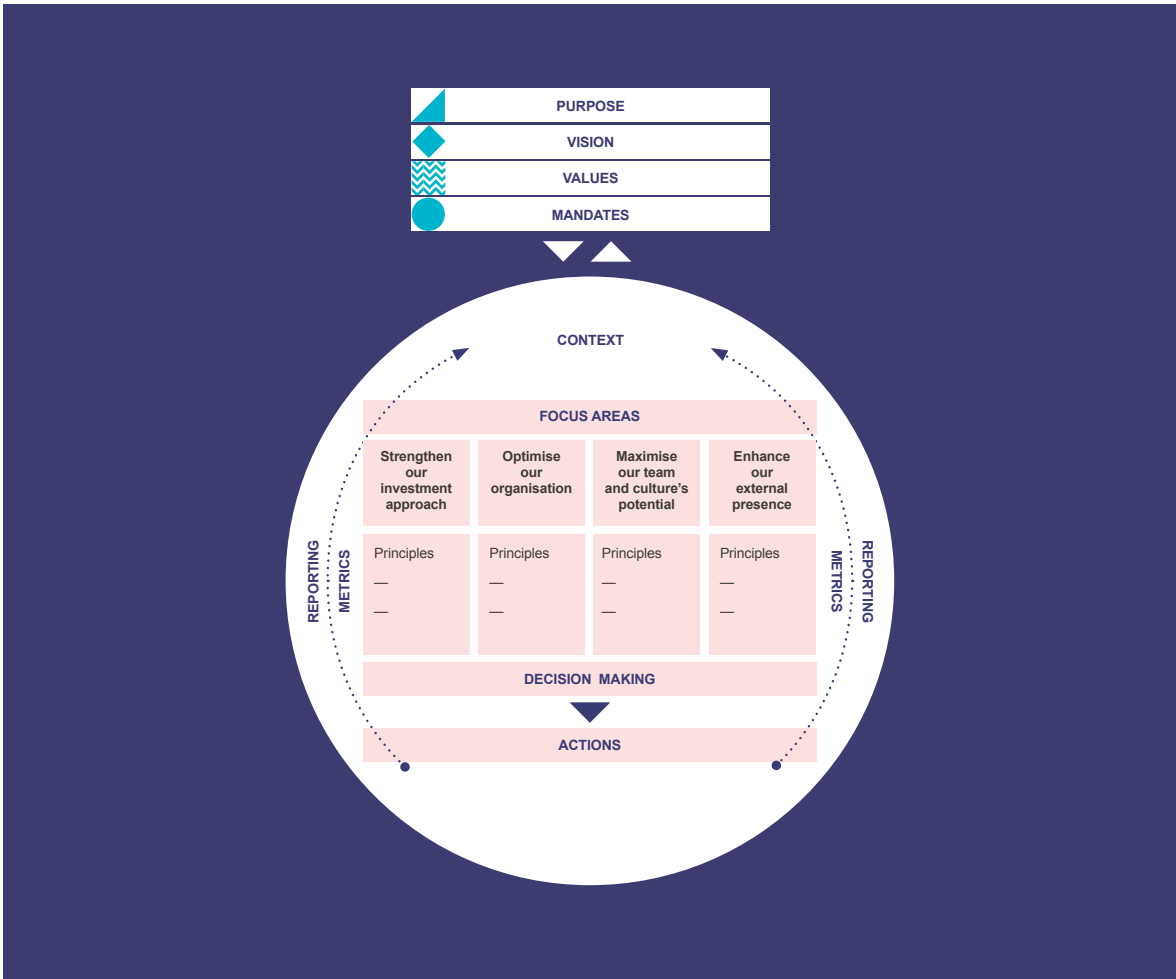 PURPOSE
VISION
VALUES
MANDATES
CONTEXT
FOCUS AREAS
Strengthen
our
investment
approach
Optimise
our
organisation
Maximise
our team
and culture's
potential
Enhance
our
external
presence
REPORTING
METRICS
Principles
—
—
Principles
—
—
Principles
—
—
Principles
—
—
METRICS
REPORTING
DECISION MAKING
ACTIONS